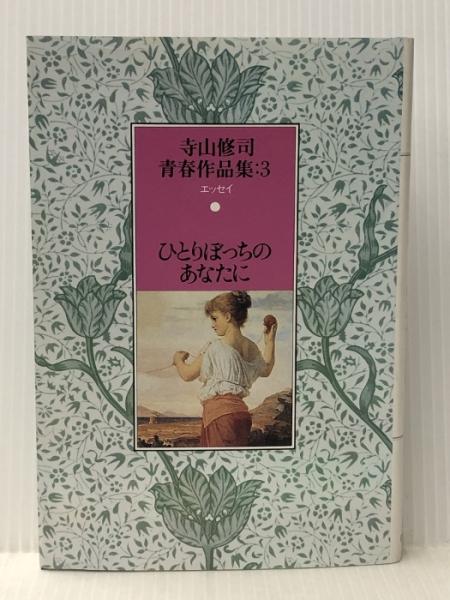 寺山修司
青春作品集:3
エッセイ
ひとりぼっちの
あなたに